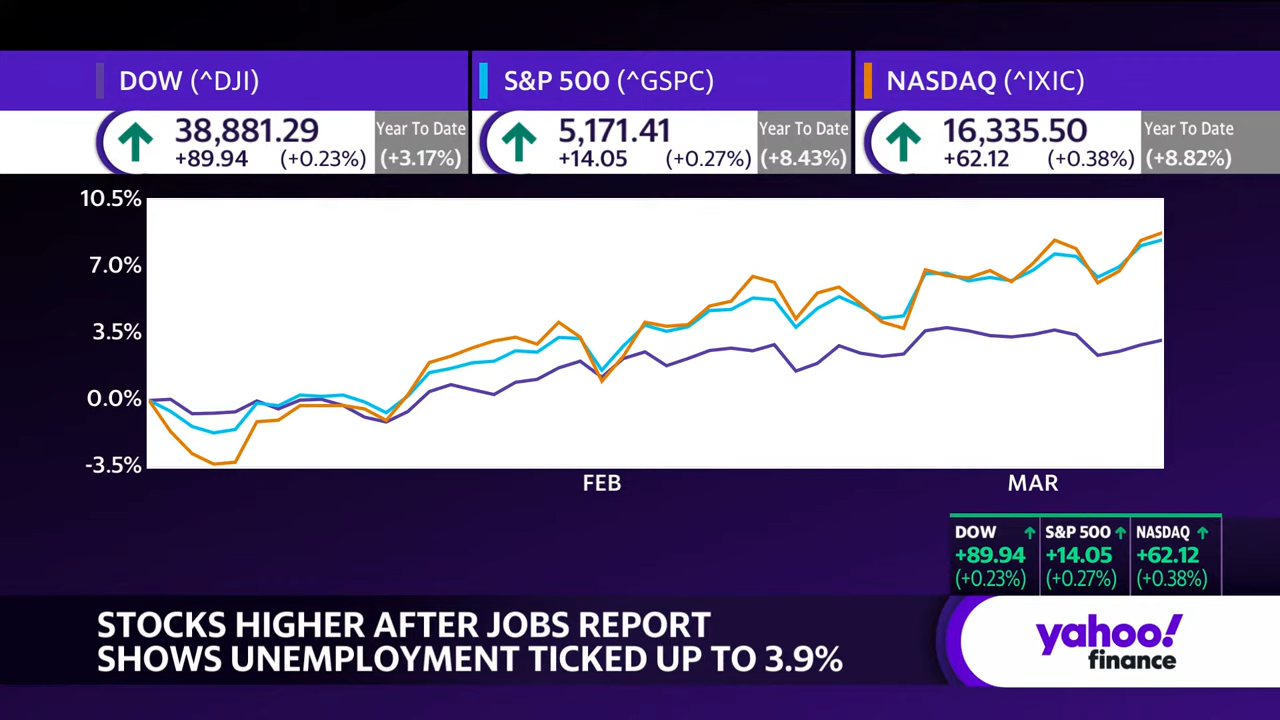 DOW (^DJI)
38,881.29
+89.94 (+0.23%)
Year To Date
(+3.17%)
S&P 500 (^GSPC)
5,171.41
+14.05 (+0.27%)
Year To Date
(+8.43%)
NASDAQ (^IXIC)
16,335.50
+62.12 (+0.38%)
Year To Date
(+8.82%)
10.5%
7.0%
3.5%
0.0%
-3.5%
FEB MAR
DOW
+89.94
(+0.23%)
S&P 500
+14.05
(+0.27%)
NASDAQ
+62.12
(+0.38%)
STOCKS HIGHER AFTER JOBS REPORT
SHOWS UNEMPLOYMENT TICKED UP TO 3.9%
yahoo!
finance